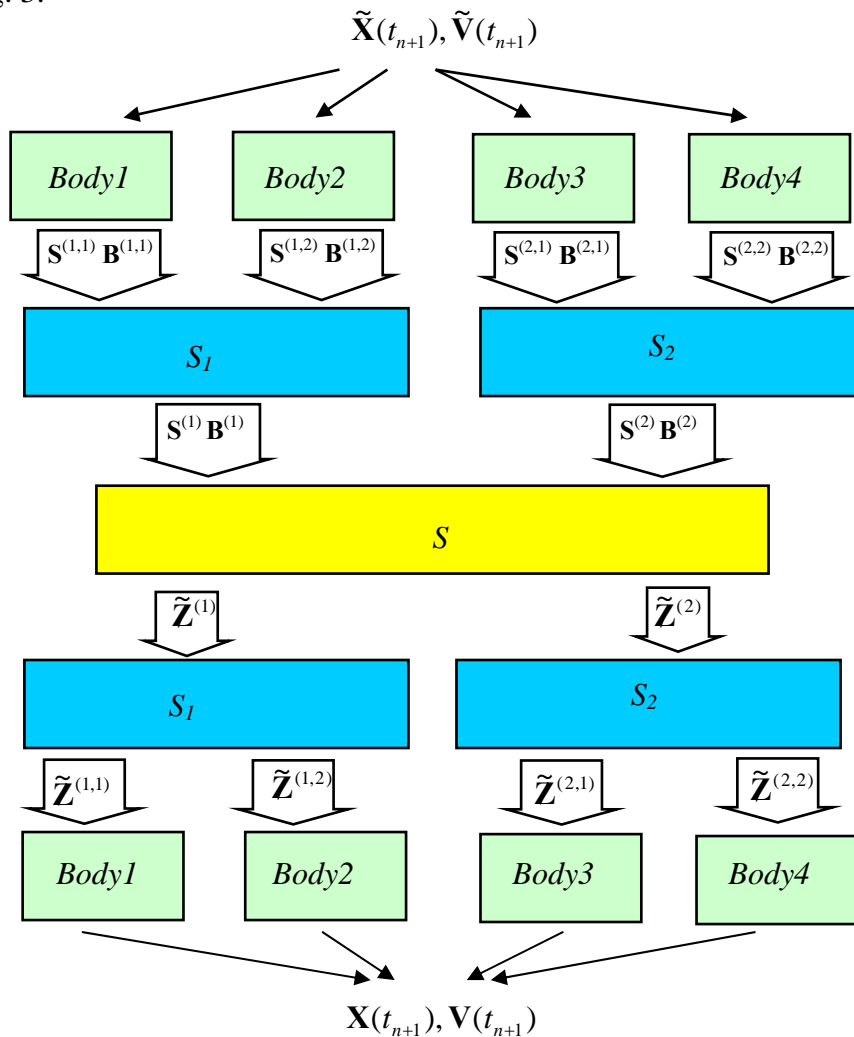 g. 3.
X̃(tₙ₊₁), Ṽ(tₙ₊₁)
Body1 Body2 Body3 Body4
S⁽¹,¹⁾ B⁽¹,¹⁾ S⁽¹,²⁾ B⁽¹,²⁾ S⁽²,¹⁾ B⁽²,¹⁾ S⁽²,²⁾ B⁽²,²⁾
S₁ S₂
S⁽¹⁾ B⁽¹⁾ S⁽²⁾ B⁽²⁾
S
Z̃⁽¹⁾ Z̃⁽²⁾
S₁ S₂
Z̃⁽¹,¹⁾ Z̃⁽¹,²⁾ Z̃⁽²,¹⁾ Z̃⁽²,²⁾
Body1 Body2 Body3 Body4
X(tₙ₊₁), V(tₙ₊₁)